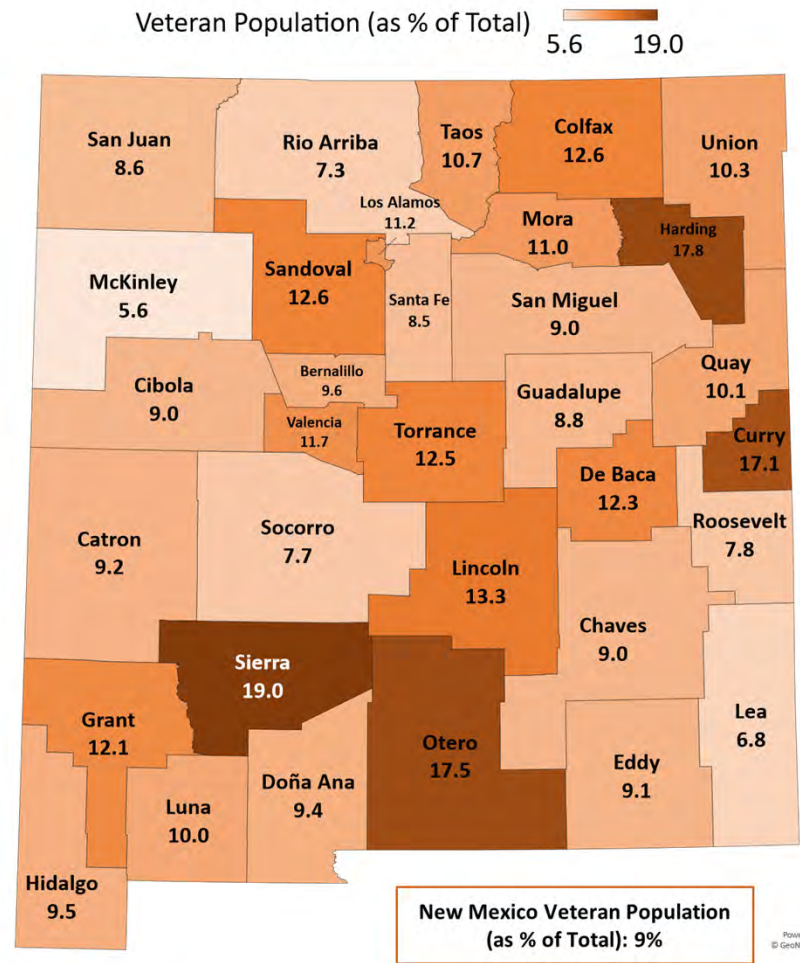 Veteran Population (as % of Total)
5.6 19.0
San Juan
8.6
Rio Arriba
7.3
Taos
10.7
Colfax
12.6
Union
10.3
Los Alamos
11.2
Mora
11.0
Harding
17.8
McKinley
5.6
Sandoval
12.6
Santa Fe
8.5
San Miguel
9.0
Quay
10.1
Cibola
9.0
Bernalillo
9.6
Valencia
11.7
Torrance
12.5
Guadalupe
8.8
Curry
17.1
De Baca
12.3
Catron
9.2
Socorro
7.7
Lincoln
13.3
Roosevelt
7.8
Chaves
9.0
Sierra
19.0
Grant
12.1
Otero
17.5
Lea
6.8
Eddy
9.1
Luna
10.0
Doña Ana
9.4
Hidalgo
9.5
New Mexico Veteran Population
(as % of Total): 9%
Powe
© GeoN